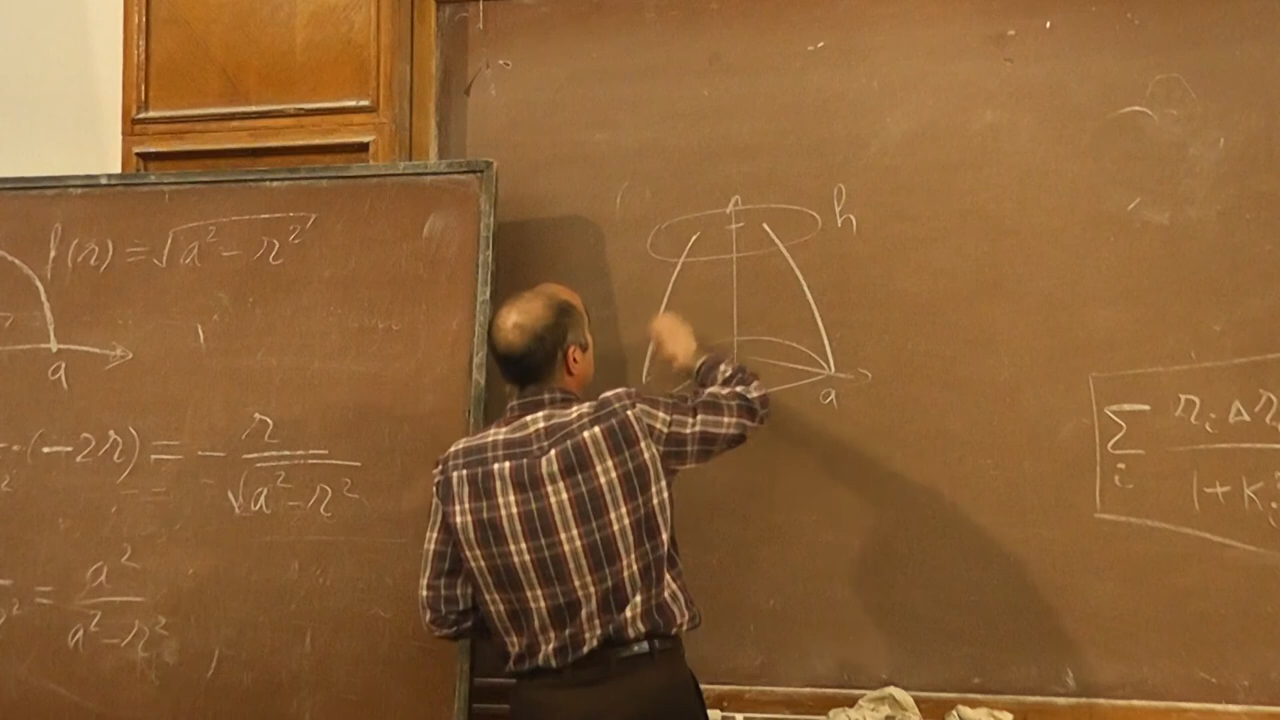 f(r) = √(a² − r²)
a
(−2r) = − r / √(a² − r²)
= a² / (a² − r²)
h
a
∑ᵢ rᵢ Δr
1 + K